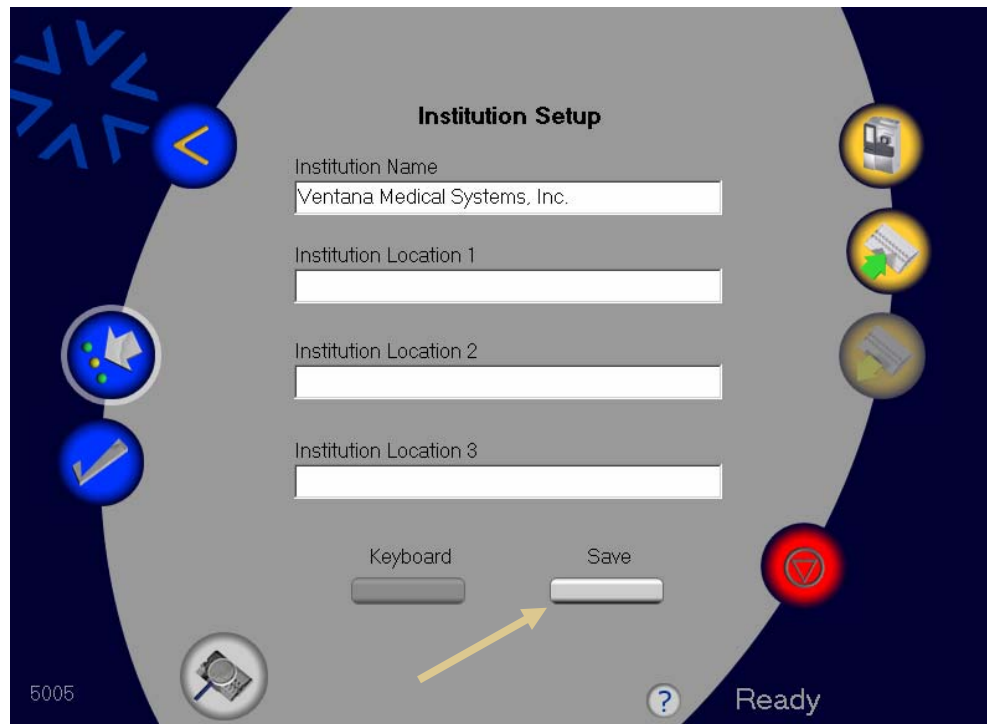 Institution Setup
Institution Name
Ventana Medical Systems, Inc.
Institution Location 1
Institution Location 2
Institution Location 3
Keyboard Save
5005
? Ready